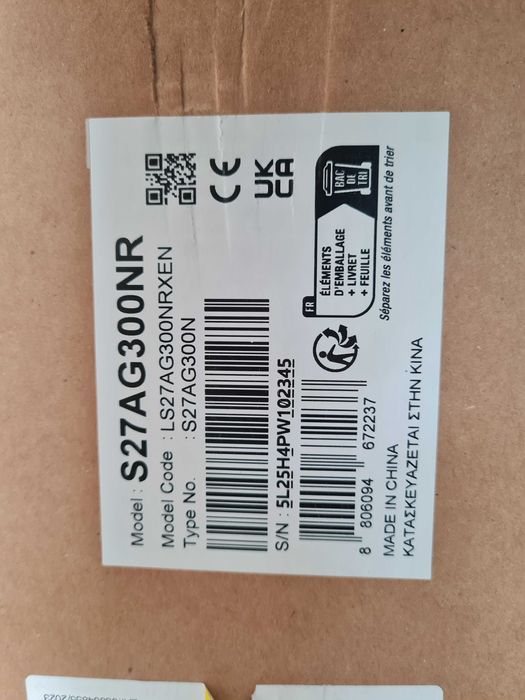 Model : S27AG300NR
Model Code : LS27AG300NRXEN
Type No. : S27AG300N
CE
UK
CA
S/N : 5L25H4PW102345
8 806094 672237
MADE IN CHINA
ΚΑΤΑΣΚΕΥΑΖΕΤΑΙ ΣΤΗΝ ΚΙΝΑ
FR
ÉLÉMENTS
D'EMBALLAGE
+ LIVRET
+ FEUILLE
BAC
DE
TRI
Séparez les éléments avant de trier